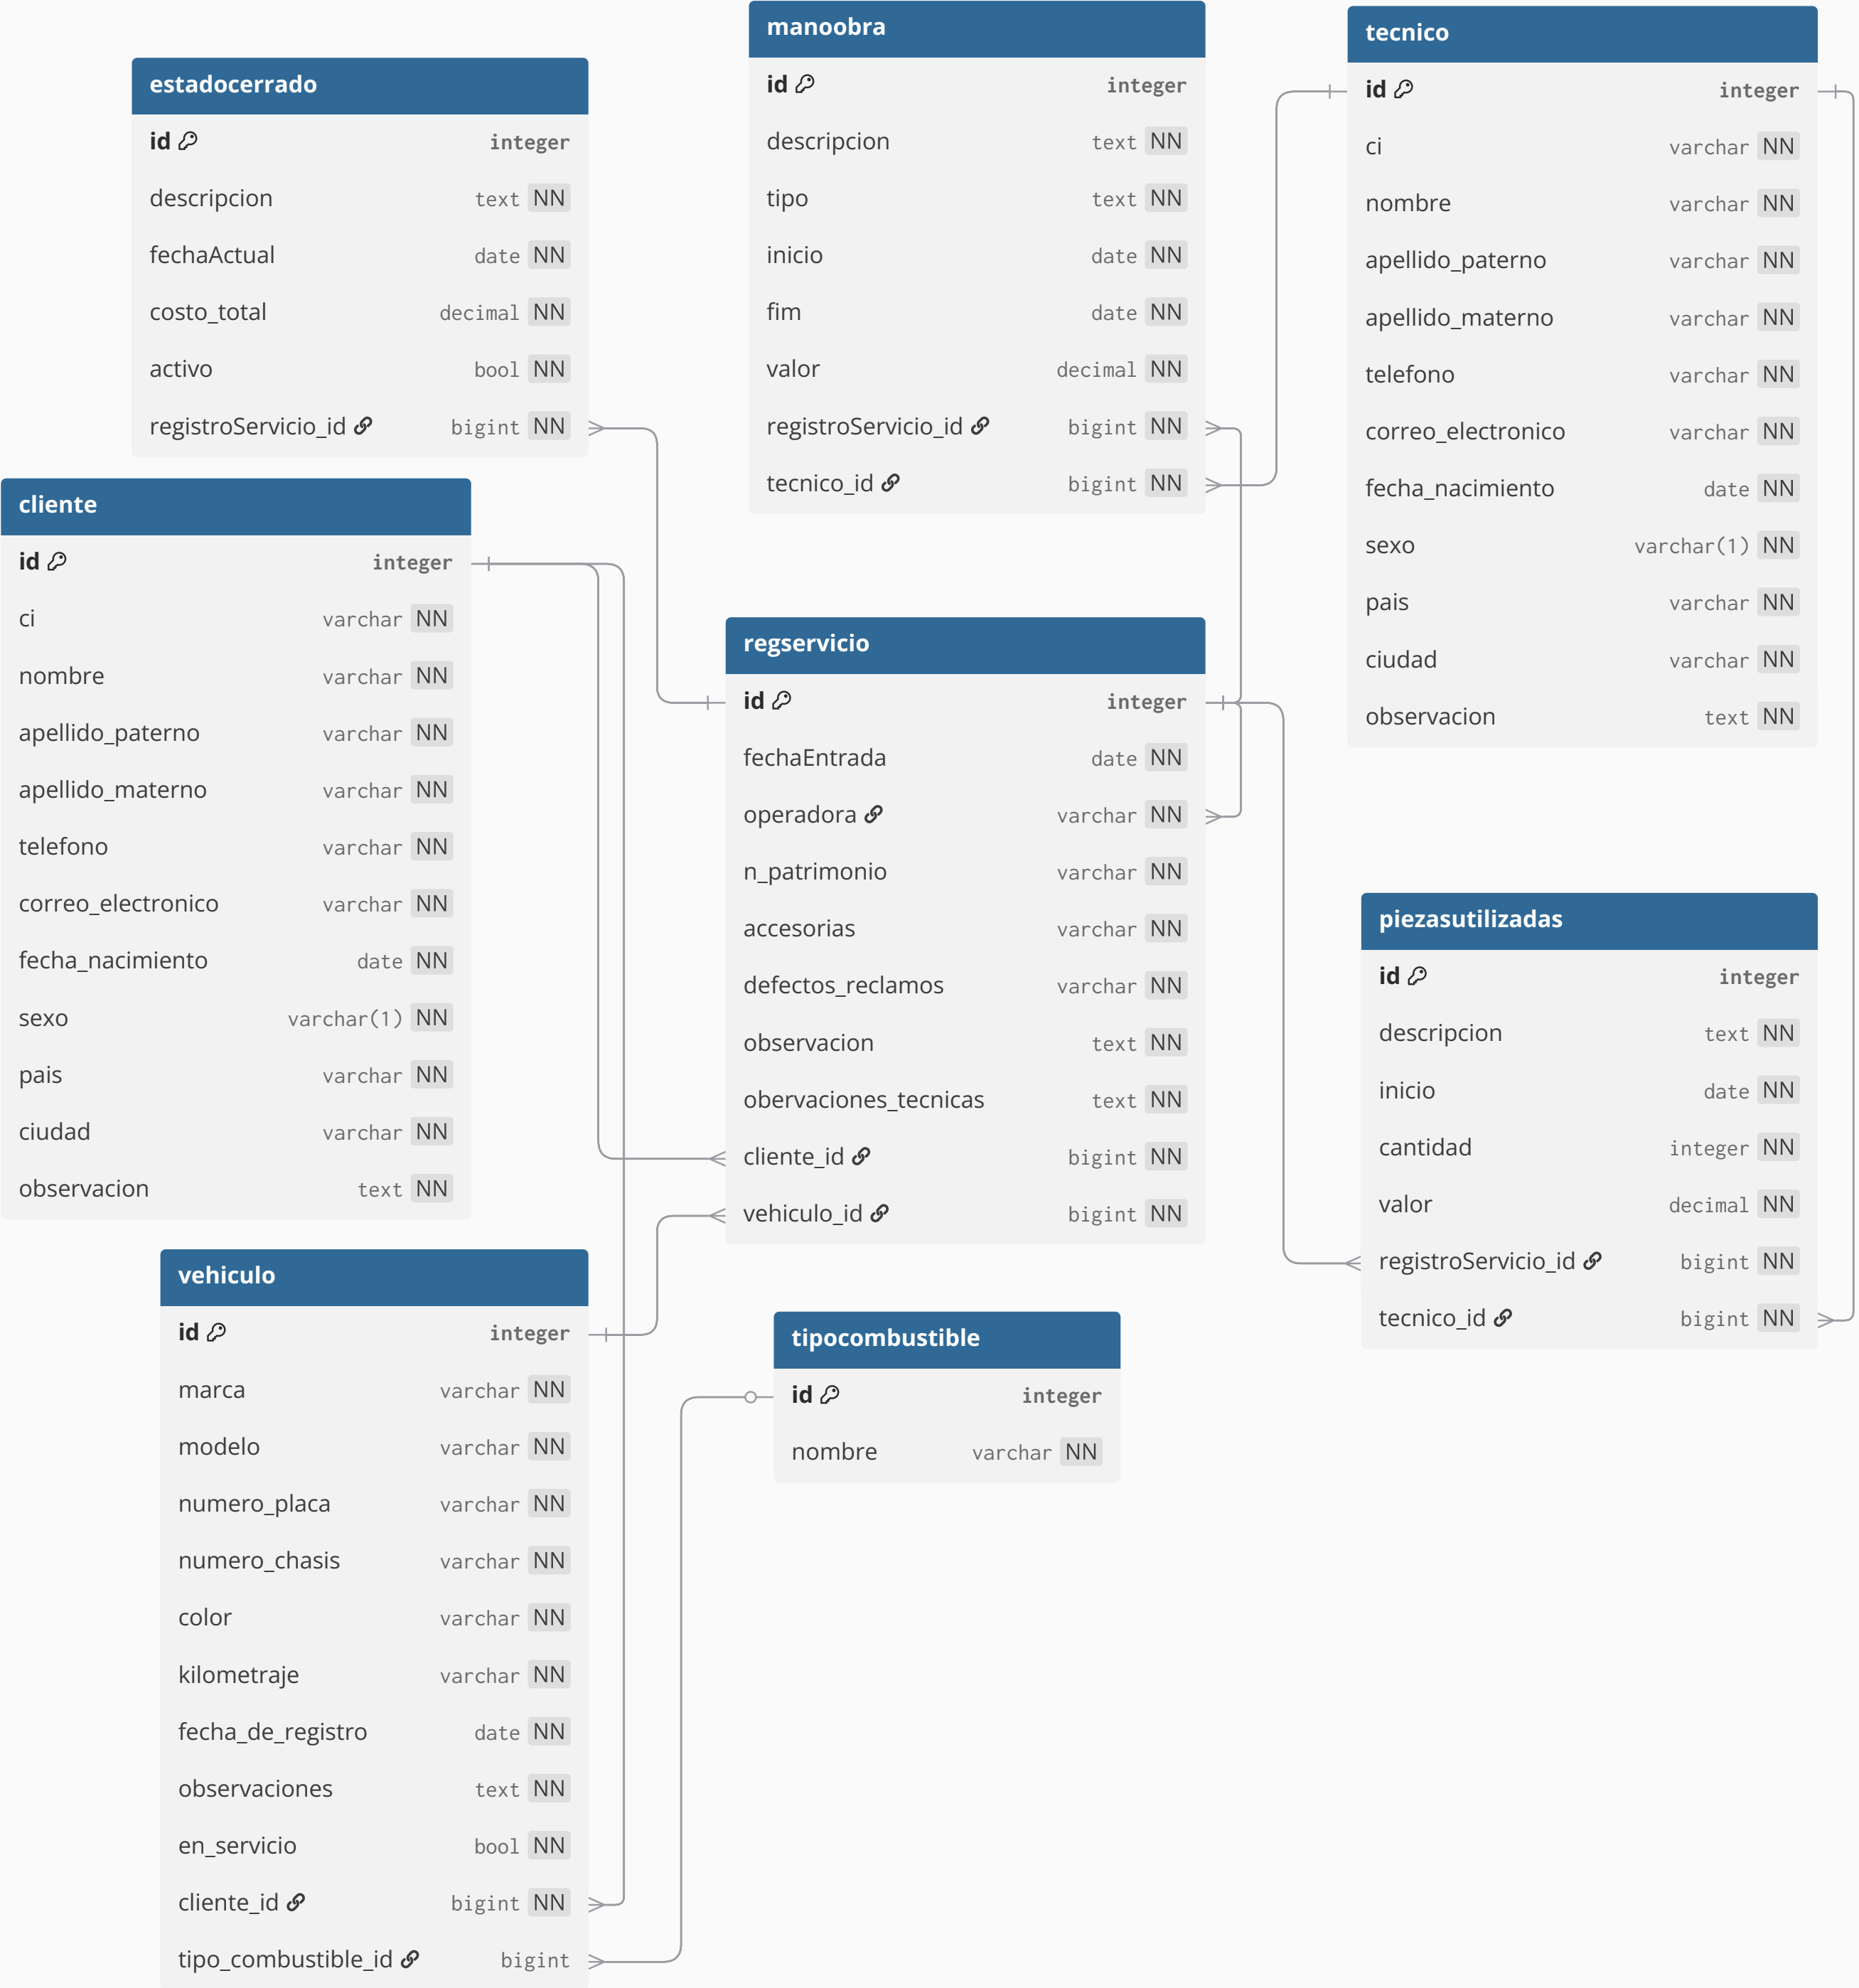 estadocerrado
id integer
descripcion text NN
fechaActual date NN
costo_total decimal NN
activo bool NN
registroServicio_id bigint NN
manoobra
id integer
descripcion text NN
tipo text NN
inicio date NN
fim date NN
valor decimal NN
registroServicio_id bigint NN
tecnico_id bigint NN
tecnico
id integer
ci varchar NN
nombre varchar NN
apellido_paterno varchar NN
apellido_materno varchar NN
telefono varchar NN
correo_electronico varchar NN
fecha_nacimiento date NN
sexo varchar(1) NN
pais varchar NN
ciudad varchar NN
observacion text NN
cliente
id integer
ci varchar NN
nombre varchar NN
apellido_paterno varchar NN
apellido_materno varchar NN
telefono varchar NN
correo_electronico varchar NN
fecha_nacimiento date NN
sexo varchar(1) NN
pais varchar NN
ciudad varchar NN
observacion text NN
regservicio
id integer
fechaEntrada date NN
operadora varchar NN
n_patrimonio varchar NN
accesorias varchar NN
defectos_reclamos varchar NN
observacion text NN
obervaciones_tecnicas text NN
cliente_id bigint NN
vehiculo_id bigint NN
piezasutilizadas
id integer
descripcion text NN
inicio date NN
cantidad integer NN
valor decimal NN
registroServicio_id bigint NN
tecnico_id bigint NN
vehiculo
id integer
marca varchar NN
modelo varchar NN
numero_placa varchar NN
numero_chasis varchar NN
color varchar NN
kilometraje varchar NN
fecha_de_registro date NN
observaciones text NN
en_servicio bool NN
cliente_id bigint NN
tipo_combustible_id bigint
tipocombustible
id integer
nombre varchar NN